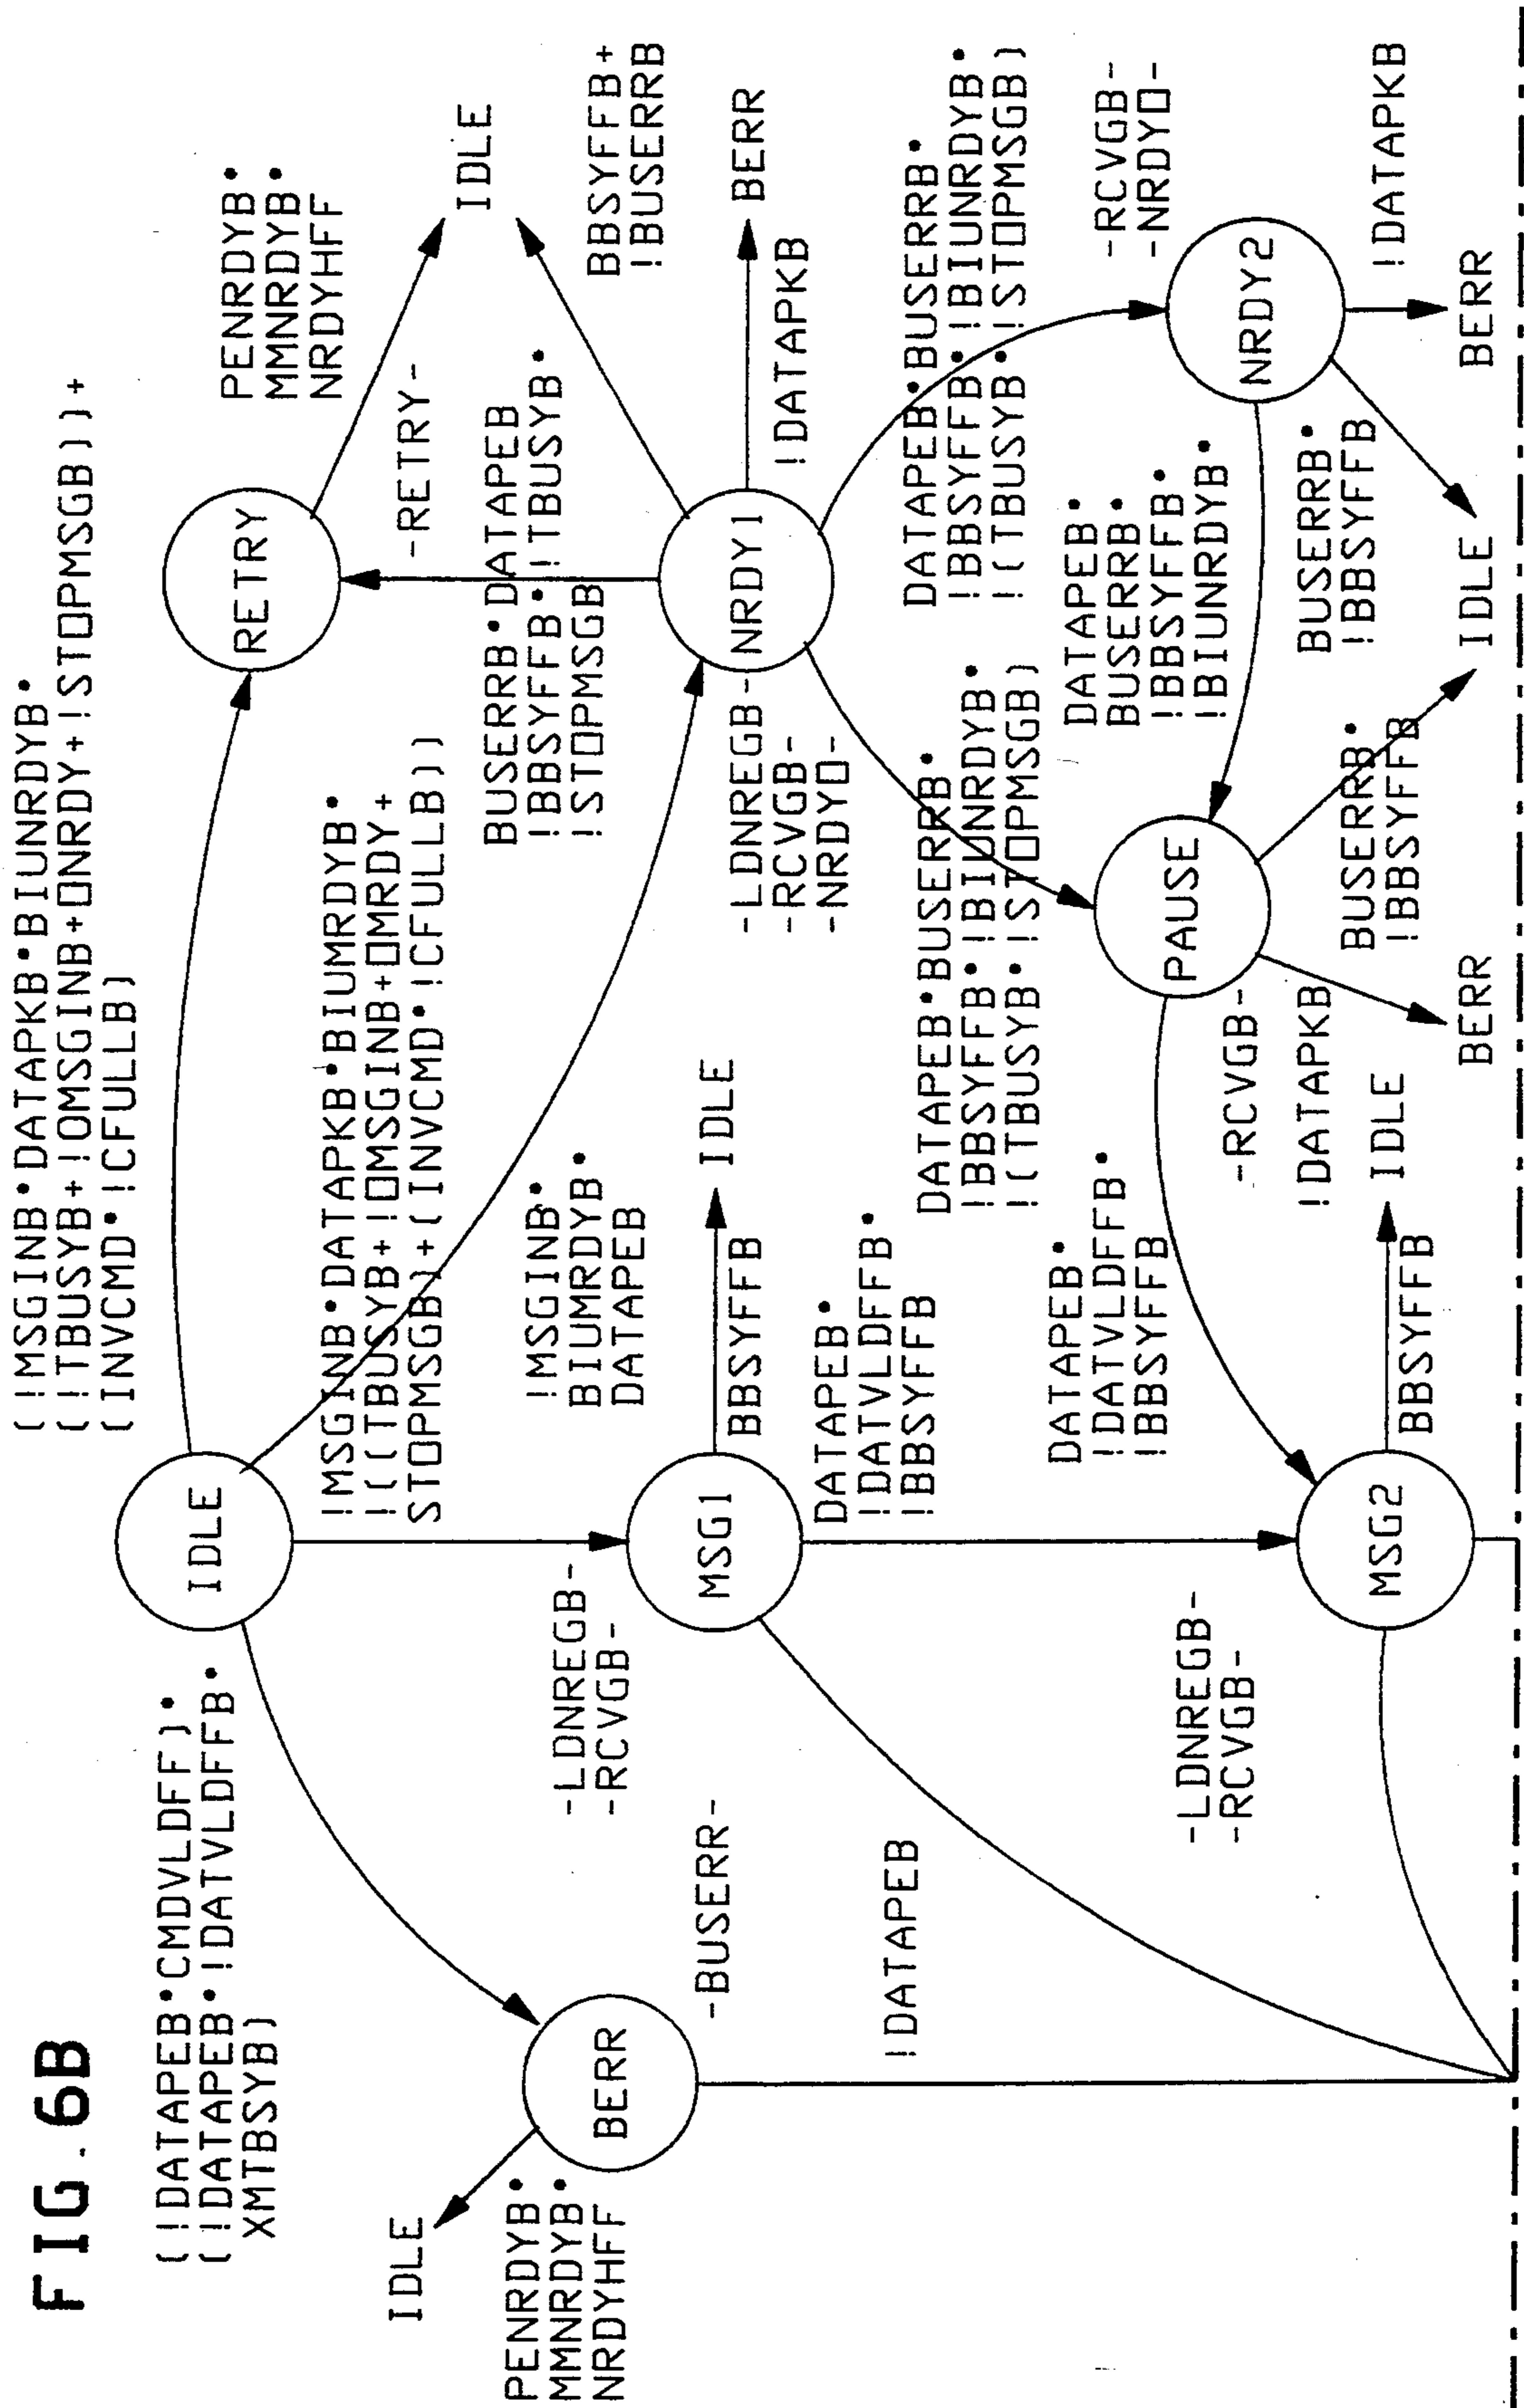 FIG. 6B
(!MSGINB•DATAPKB•BIUNRDYB•
(!TBUSYB+!OMSGINB+ONRDY+!STOPMSGB))+
(INVCMD•!CFULLB)
(!DATAPEB•CMDVLDFF)•
(!DATAPEB•!DATVLDFFB•
XMTBSYB)
IDLE
RETRY
PENRDYB•
MMNRDYB•
NRDYHFF
IDLE
-RETRY-
!MSGINB•DATAPKB•BIUMRDYB•
!((TBUSYB+!OMSGINB+OMRDY+
STOPMSGB)+(INVCMD•!CFULLB))
IDLE
PENRDYB•
MMNRDYB•
NRDYHFF
BERR
-BUSERR-
!MSGINB•
BIUMRDYB•
DATAPEB
-LDNREGB-
-RCVGB-
BUSERRB•DATAPEB
!BBSYFFB•!TBUSYB•
!STOPMSGB
BBSYFFB+
!BUSERRB
MSG1
IDLE
BBSYFFB
NRDY1
-LDNREGB-
-RCVGB-
-NRDYO-
BERR
!DATAPKB
!DATAPEB
DATAPEB•
!DATVLDFFB•
!BBSYFFB
DATAPEB•BUSERRB•
!BBSYFFB•!BIUNRDYB•
!(TBUSYB•!STOPMSGB)
DATAPEB•BUSERRB•
!BBSYFFB•!BIUNRDYB•
!(TBUSYB•!STOPMSGB)
-RCVGB-
-NRDYO-
DATAPEB•
!DATVLDFFB•
!BBSYFFB
DATAPEB•
BUSERRB•
!BBSYFFB•
!BIUNRDYB•
PAUSE
NRDY2
-LDNREGB-
-RCVGB-
-RCVGB-
!DATAPKB
BUSERRB•
!BBSYFFB
BUSERRB•
!BBSYFFB
!DATAPKB
MSG2
IDLE
BBSYFFB
BERR
IDLE
BERR